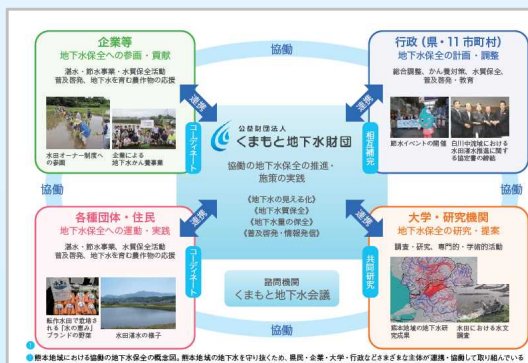 企業等
地下水保全への参画・貢献
湛水・節水事業・水質保全活動
普及啓発、地下水を育む農作物の応援
水田オーナー制度への
参画
企業による
地下水かん養事業
協働
行政（県・11市町村）
地下水保全の計画・調整
総合調整、かん養対策、水質保全、
普及啓発・教育
節水イベントの開催
白川中流域における
水田湛水推進に関す
る協定書の締結
連携
コーディネート
連携
相互補完
公益財団法人
くまもと地下水財団
協働の地下水保全の推進・
施策の実践
《地下水の見える化》
《地下水質保全》
《地下水量の保全》
《普及啓発・情報発信》
協働
協働
各種団体・住民
地下水保全への運動・実践
湛水・節水事業、水質保全活動
普及啓発、地下水を育む農作物の応援
転作水田で栽培さ
れる「水の恵み」
ブランドの野菜
水田湛水の様子
連携
コーディネート
連携
共同研究
諮問機関
くまもと地下水会議
大学・研究機関
地下水保全の研究・提案
調査・研究、専門的・学術的活動
熊本地域の地下水研
究成果
水田における水文
調査
協働
熊本地域における協働の地下水保全の概念図。熊本地域の地下水を守り抜くため、県民・企業・大学・行政などさまざまな主体が連携・協働して取り組んでいる